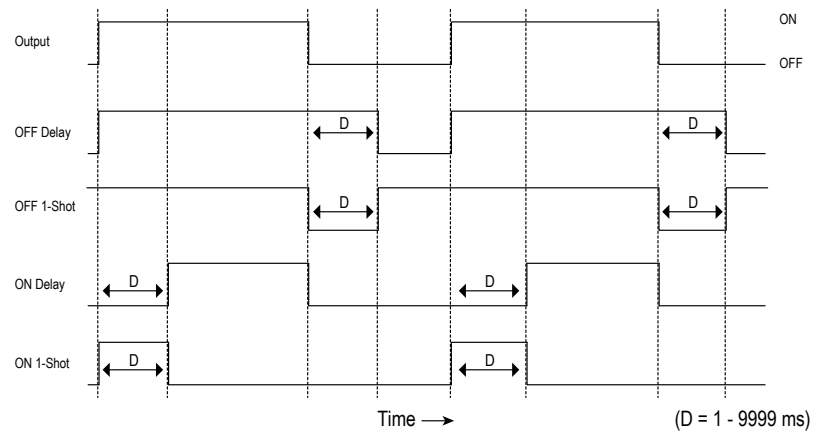 Output
ON
OFF
OFF Delay
D
D
OFF 1-Shot
D
D
ON Delay
D
D
ON 1-Shot
D
D
Time
(D = 1 - 9999 ms)